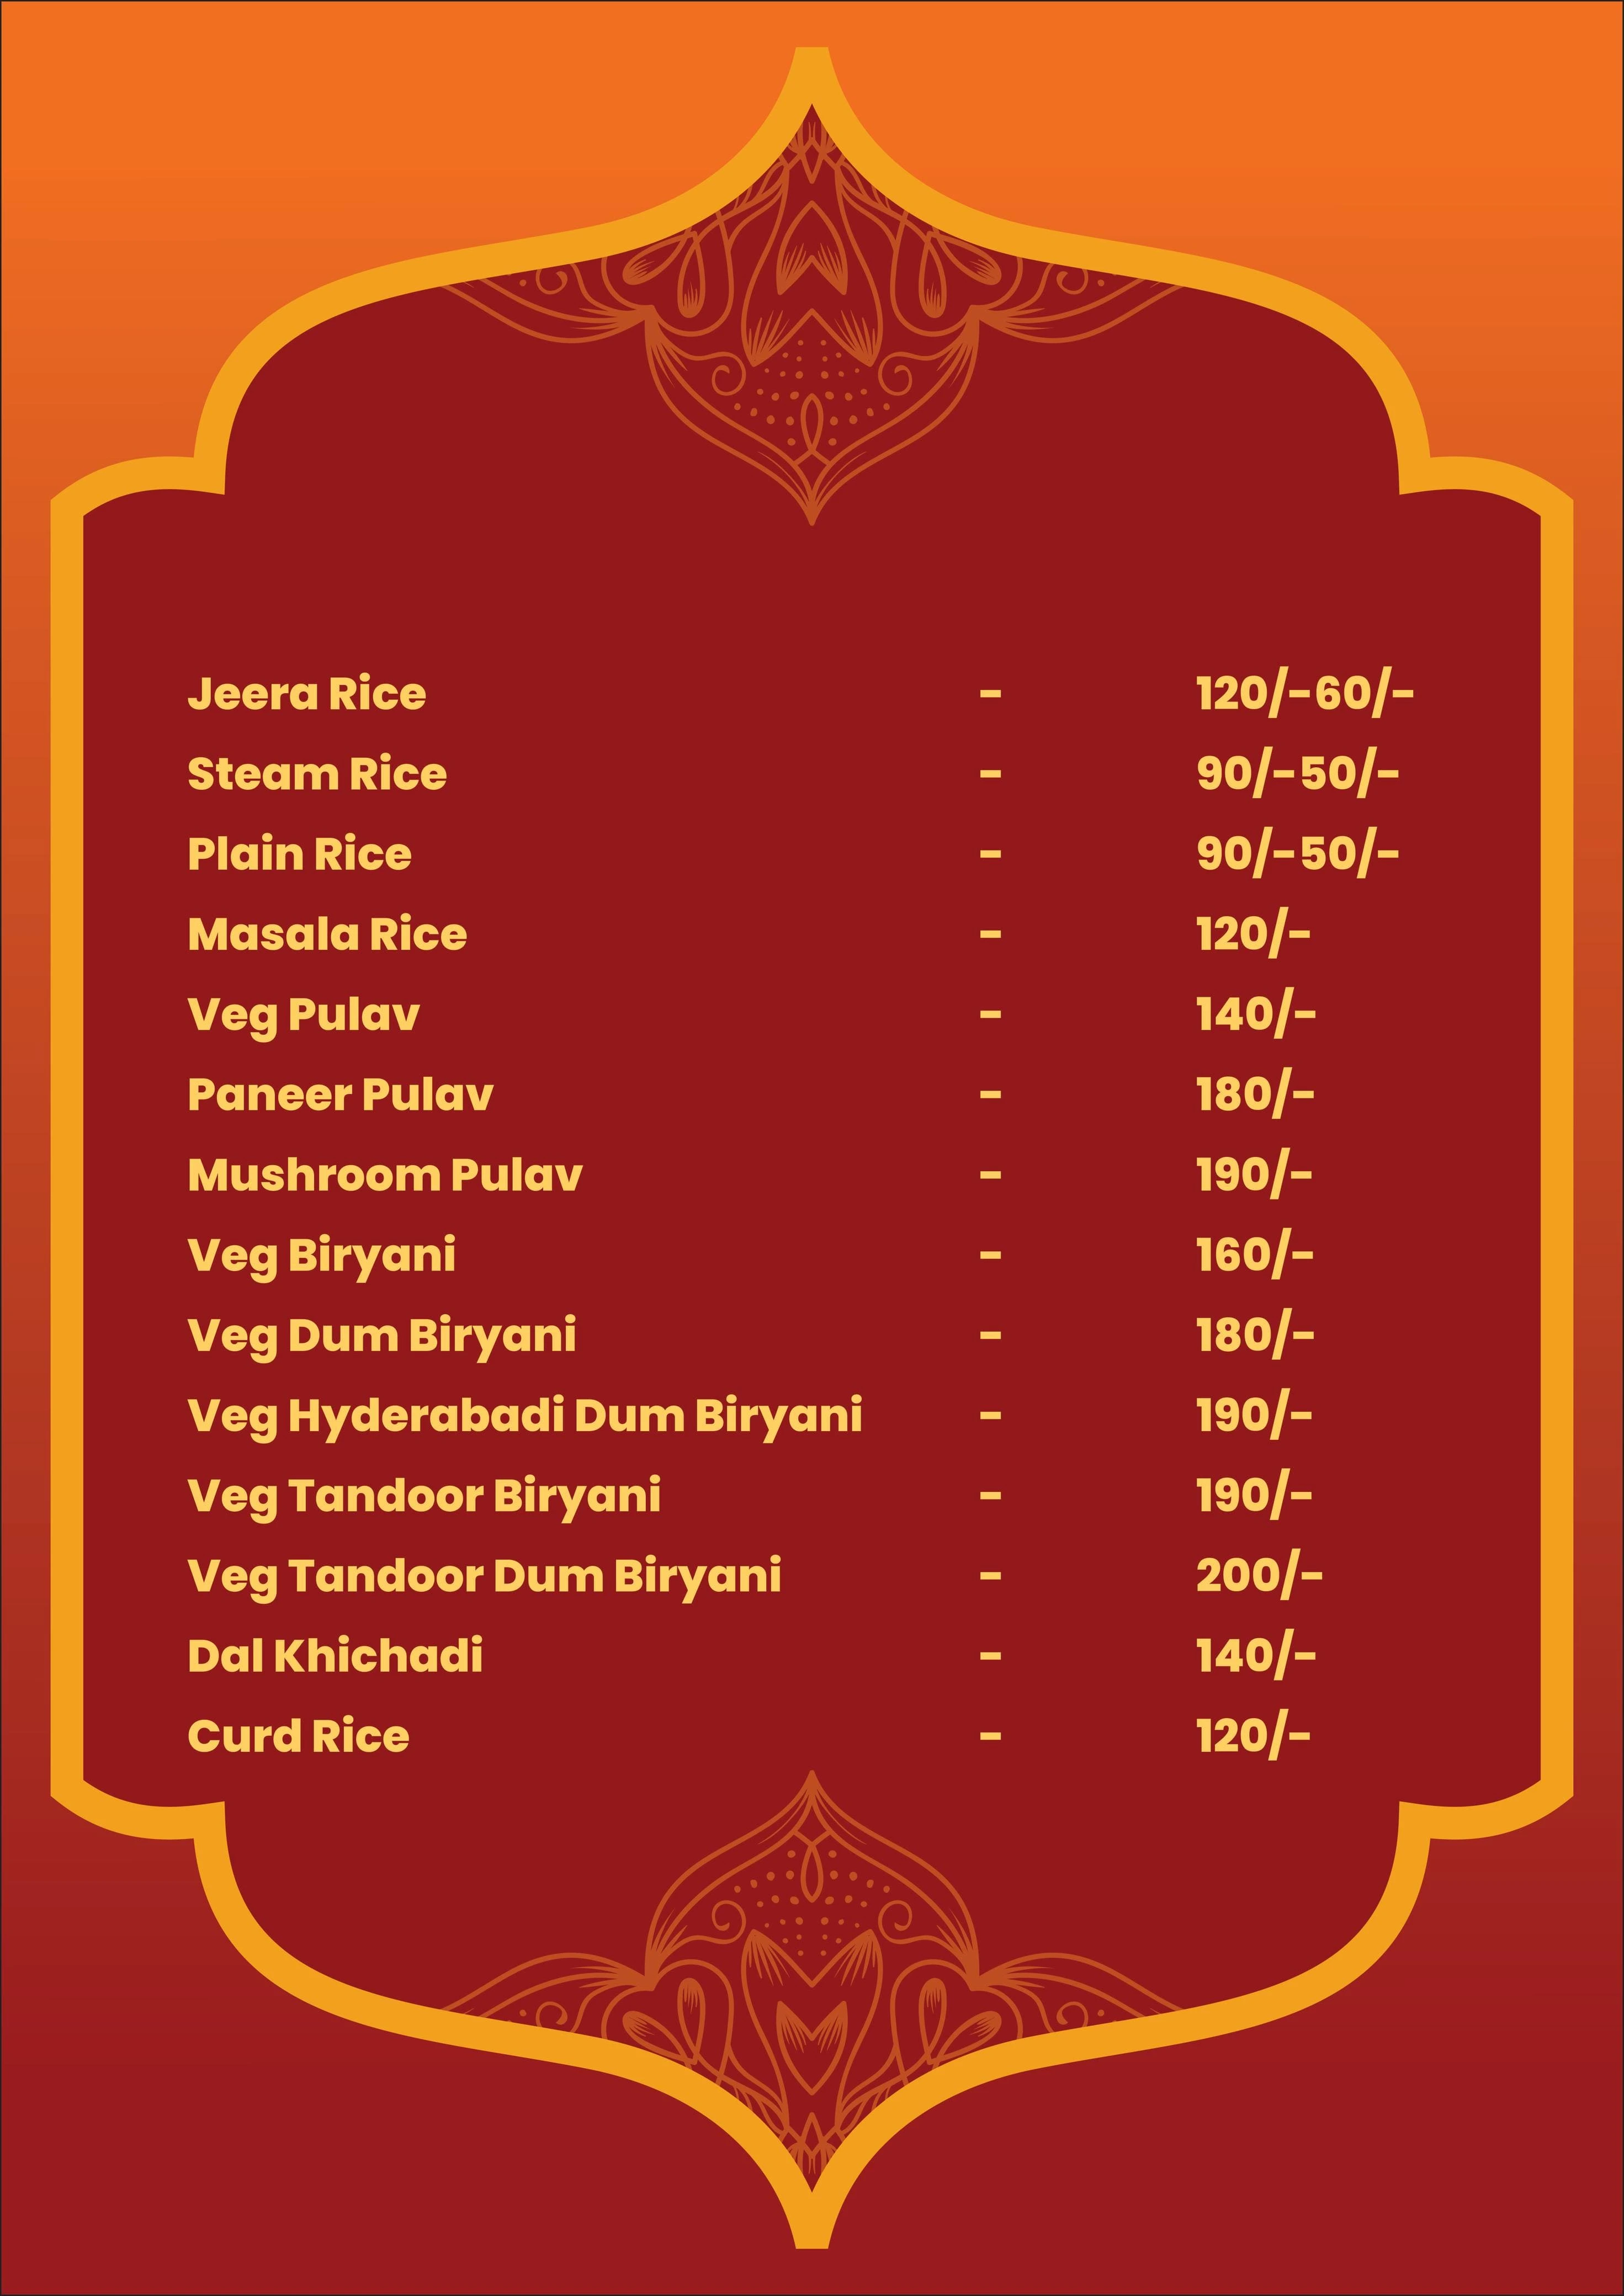 Jeera Rice - 120/-60/-
Steam Rice - 90/-50/-
Plain Rice - 90/-50/-
Masala Rice - 120/-
Veg Pulav - 140/-
Paneer Pulav - 180/-
Mushroom Pulav - 190/-
Veg Biryani - 160/-
Veg Dum Biryani - 180/-
Veg Hyderabadi Dum Biryani - 190/-
Veg Tandoor Biryani - 190/-
Veg Tandoor Dum Biryani - 200/-
Dal Khichadi - 140/-
Curd Rice - 120/-